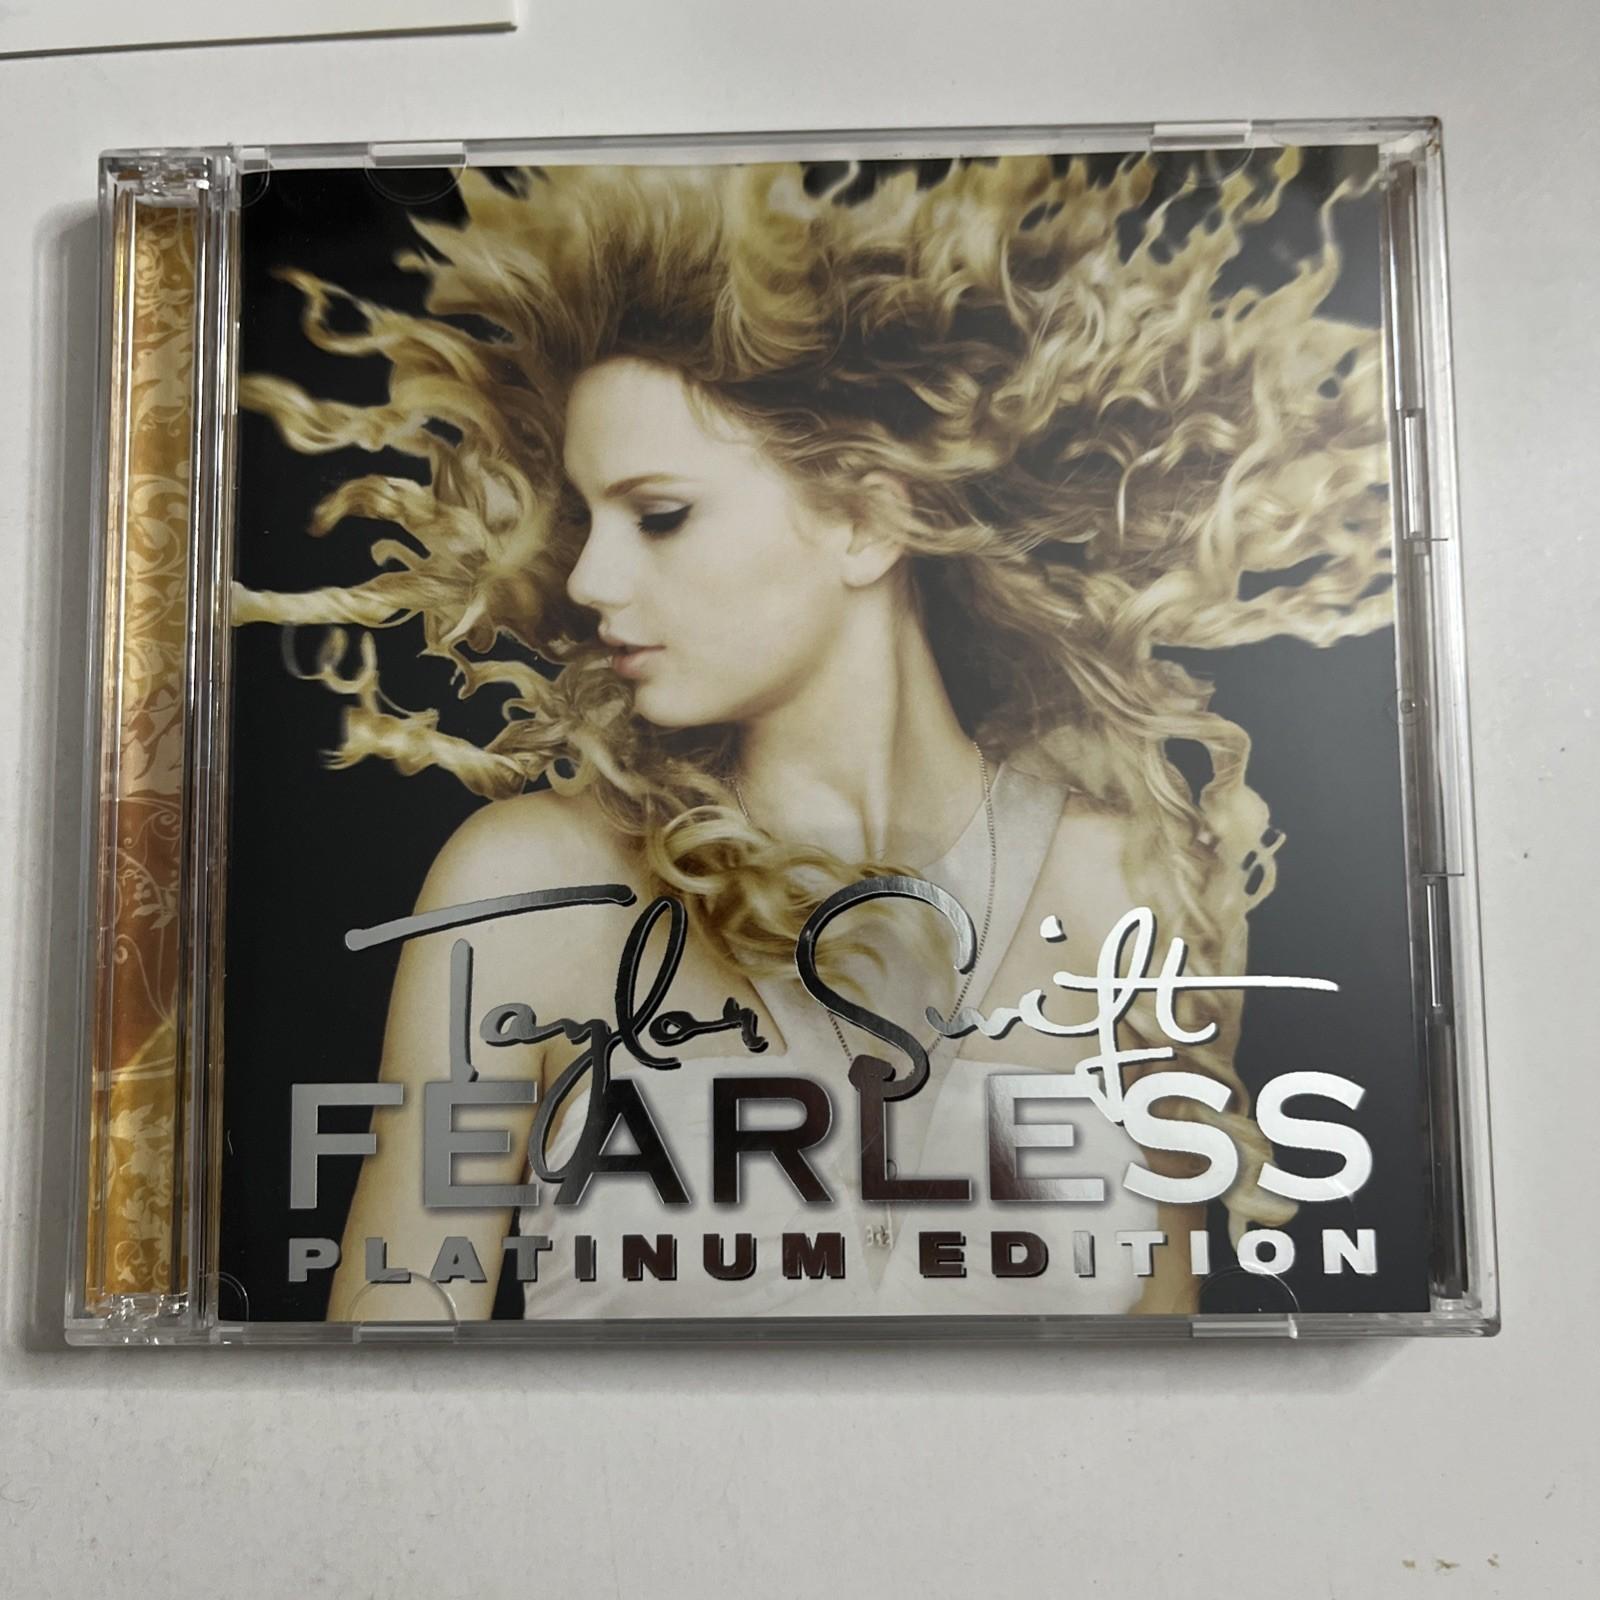 Taylor Swift
FEARLESS
PLATINUM EDITION